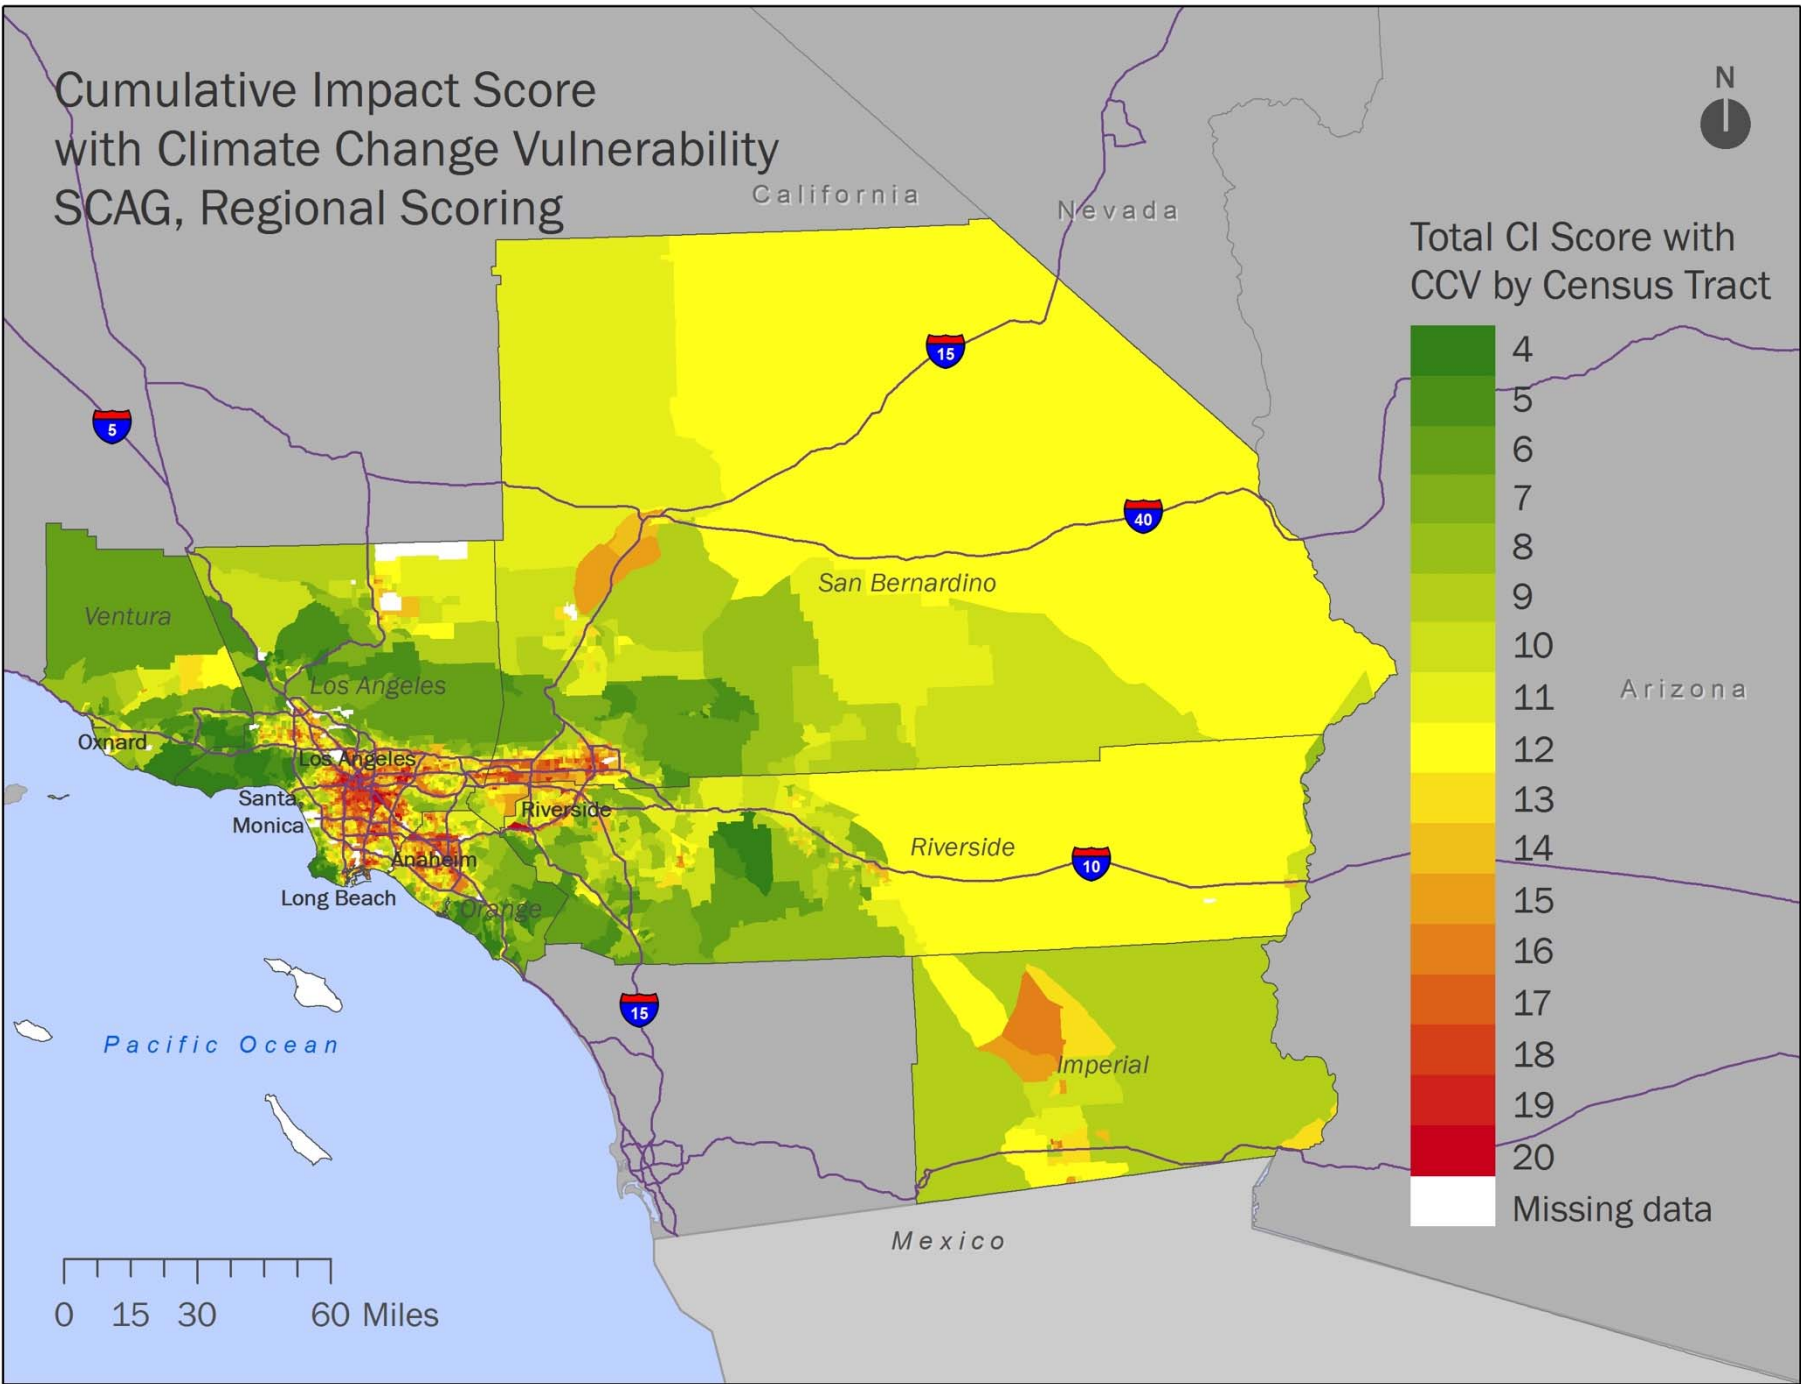 Cumulative Impact Score
with Climate Change Vulnerability
SCAG, Regional Scoring
N
California
Nevada
Total CI Score with
CCV by Census Tract
4
5
6
7
8
9
10
11
12
13
14
15
16
17
18
19
20
Missing data
15
5
40
San Bernardino
Ventura
Los Angeles
Arizona
Oxnard
Los Angeles
Santa
Monica
Riverside
Riverside
10
Anaheim
Long Beach
Orange
15
Pacific Ocean
Imperial
Mexico
0 15 30 60 Miles